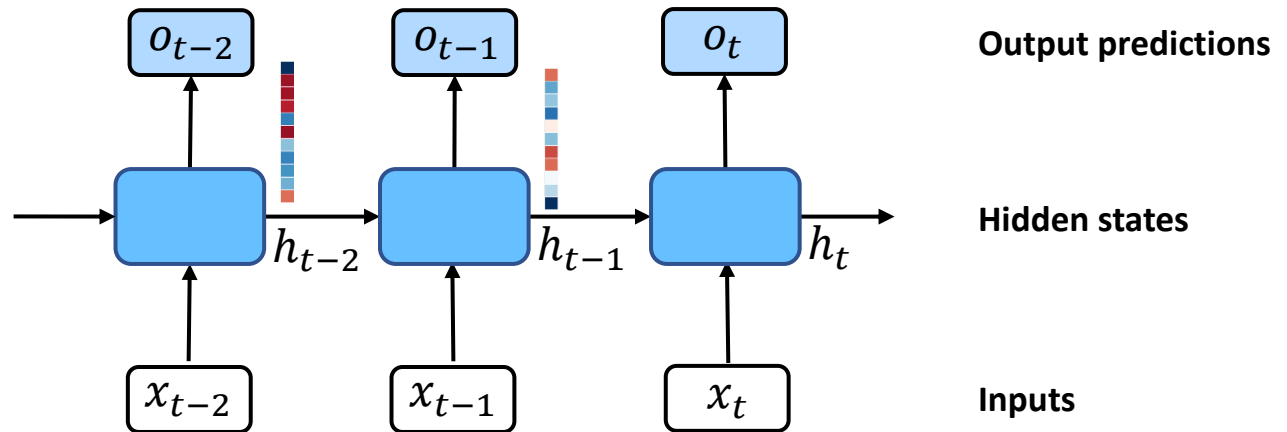 o_{t−2} o_{t−1} o_t Output predictions
h_{t−2} h_{t−1} h_t Hidden states
x_{t−2} x_{t−1} x_t Inputs